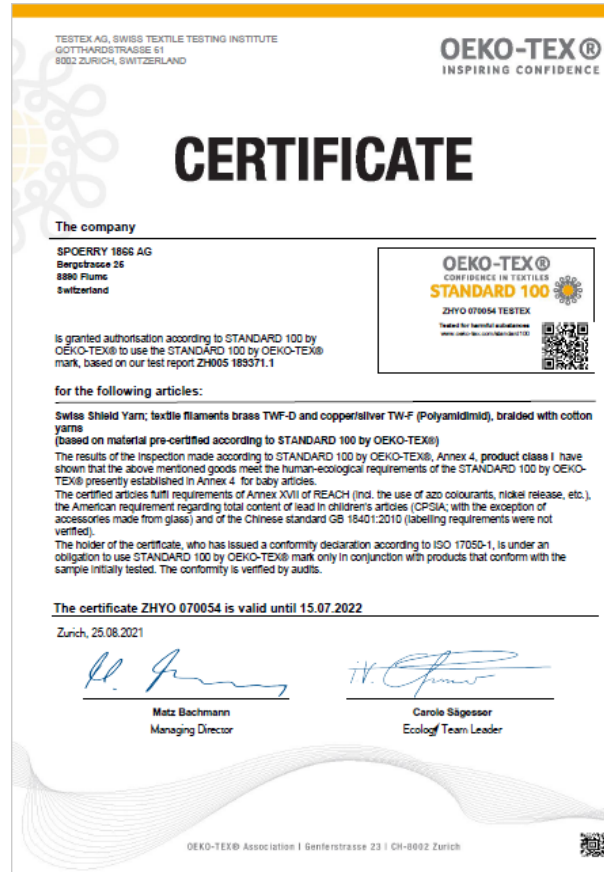 TESTEX AG, SWISS TEXTILE TESTING INSTITUTE
GOTTHARDSTRASSE 61
8002 ZURICH, SWITZERLAND
OEKO-TEX®
INSPIRING CONFIDENCE
CERTIFICATE
The company
SPOERRY 1866 AG
Bergstrasse 25
8890 Flums
Switzerland
OEKO-TEX®
CONFIDENCE IN TEXTILES
STANDARD 100
ZHYO 070054 TESTEX
Tested for harmful substances
www.oeko-tex.com/standard100
is granted authorisation according to STANDARD 100 by
OEKO-TEX® to use the STANDARD 100 by OEKO-TEX®
mark, based on our test report ZH005 189371.1
for the following articles:
Swiss Shield Yarn; textile filaments brass TWF-D and copper/silver TW-F (Polyamidimid), braided with cotton
yarns
(based on material pre-certified according to STANDARD 100 by OEKO-TEX®)
The results of the inspection made according to STANDARD 100 by OEKO-TEX®, Annex 4, product class I have
shown that the above mentioned goods meet the human-ecological requirements of the STANDARD 100 by OEKO-
TEX® presently established in Annex 4 for baby articles.
The certified articles fulfil requirements of Annex XVII of REACH (incl. the use of azo colourants, nickel release, etc.),
the American requirement regarding total content of lead in children's articles (CPSIA; with the exception of
accessories made from glass) and of the Chinese standard GB 18401:2010 (labelling requirements were not
verified).
The holder of the certificate, who has issued a conformity declaration according to ISO 17050-1, is under an
obligation to use STANDARD 100 by OEKO-TEX® mark only in conjunction with products that conform with the
sample initially tested. The conformity is verified by audits.
The certificate ZHYO 070054 is valid until 15.07.2022
Zurich, 25.08.2021
Matz Bachmann
Managing Director
Carole Sägesser
Ecology Team Leader
OEKO-TEX® Association | Genferstrasse 23 | CH-8002 Zurich